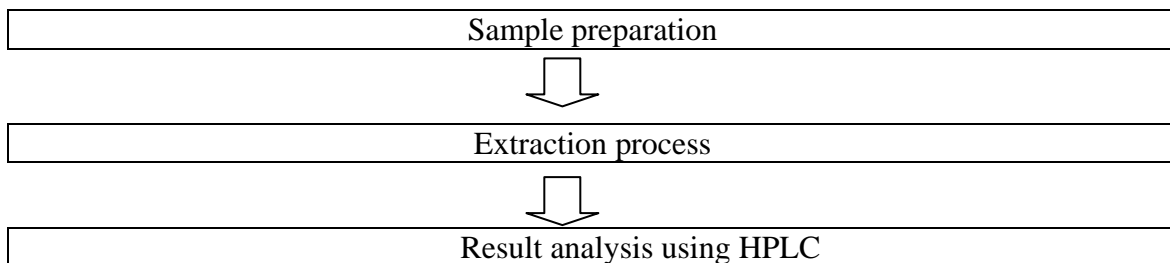 Sample preparation
Extraction process
Result analysis using HPLC